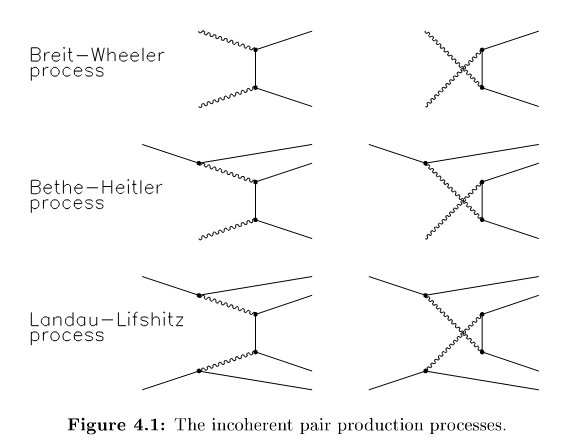 Breit-Wheeler
process
Bethe-Heitler
process
Landau-Lifshitz
process
Figure 4.1: The incoherent pair production processes.